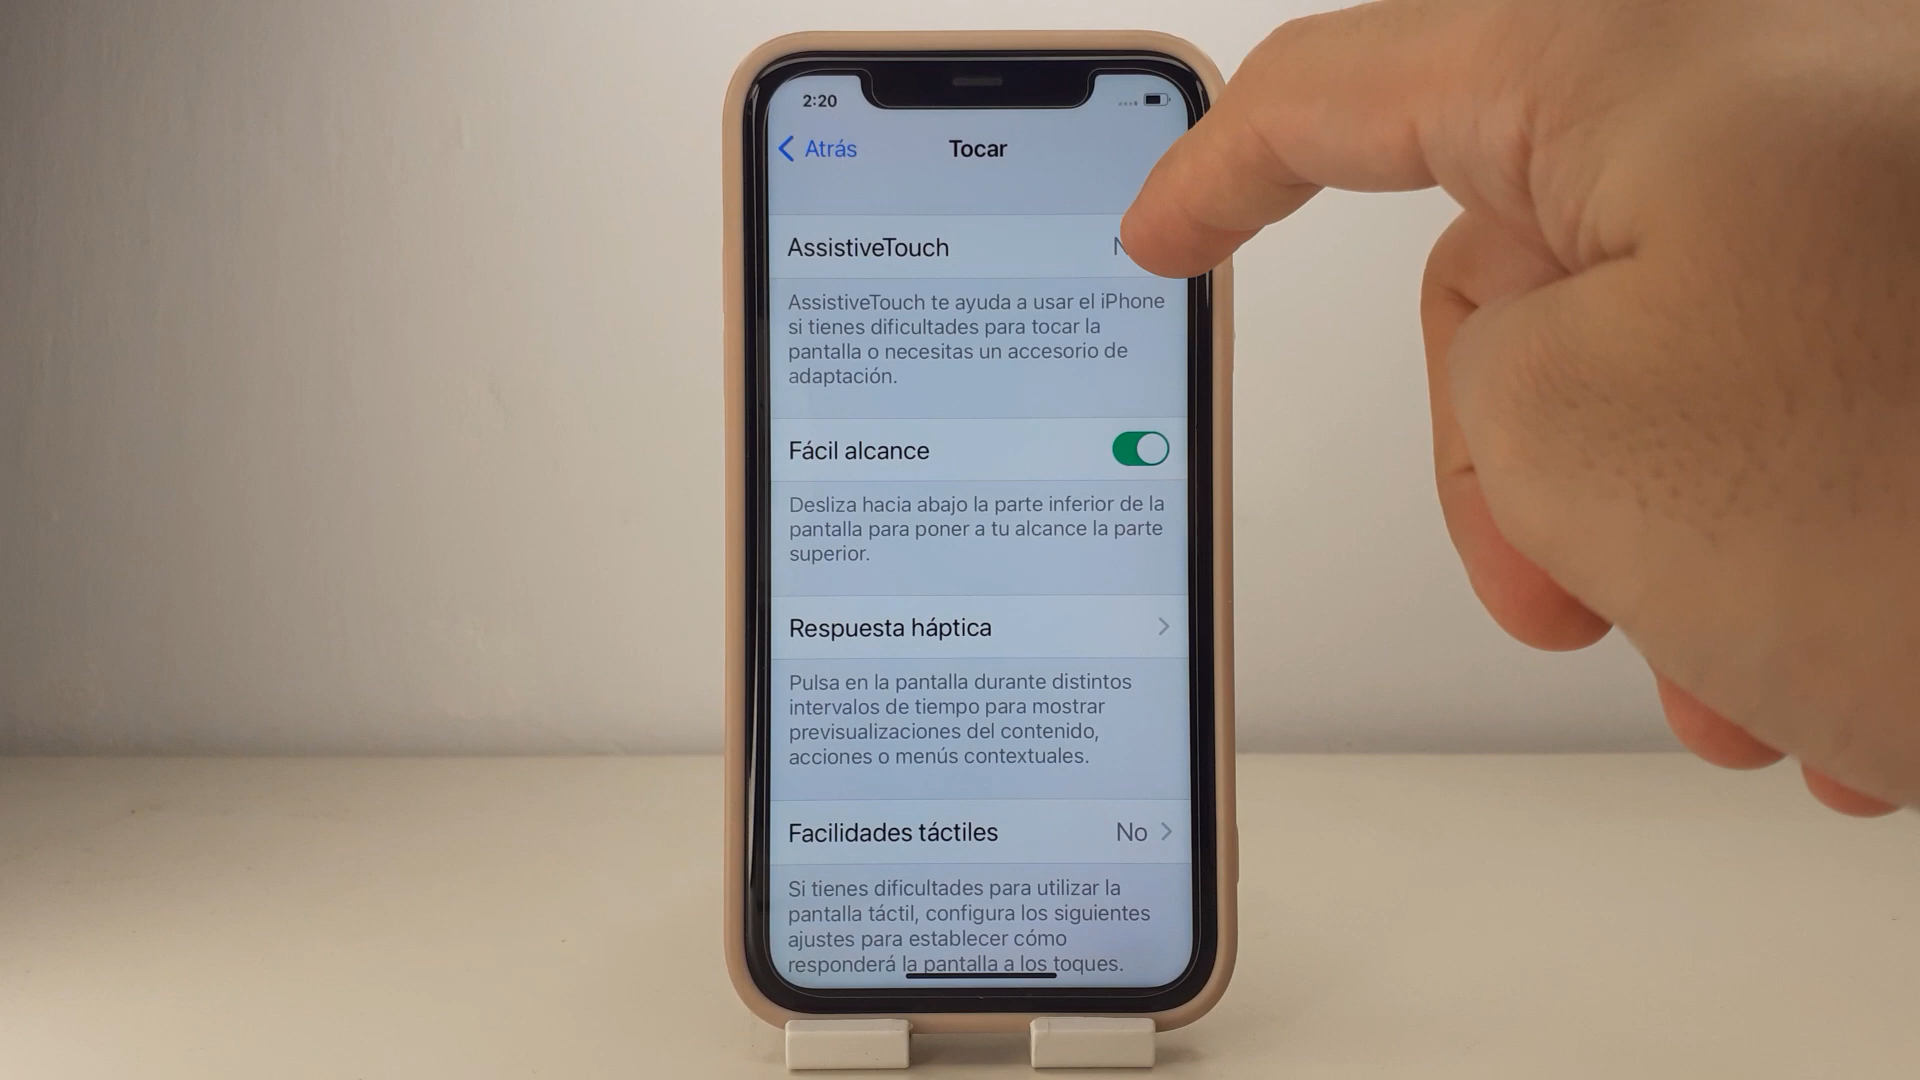 2:20
Atrás
Tocar
AssistiveTouch
AssistiveTouch te ayuda a usar el iPhone
si tienes dificultades para tocar la
pantalla o necesitas un accesorio de
adaptación.
Fácil alcance
Desliza hacia abajo la parte inferior de la
pantalla para poner a tu alcance la parte
superior.
Respuesta háptica
Pulsa en la pantalla durante distintos
intervalos de tiempo para mostrar
previsualizaciones del contenido,
acciones o menús contextuales.
Facilidades táctiles No
Si tienes dificultades para utilizar la
pantalla táctil, configura los siguientes
ajustes para establecer cómo
responderá la pantalla a los toques.